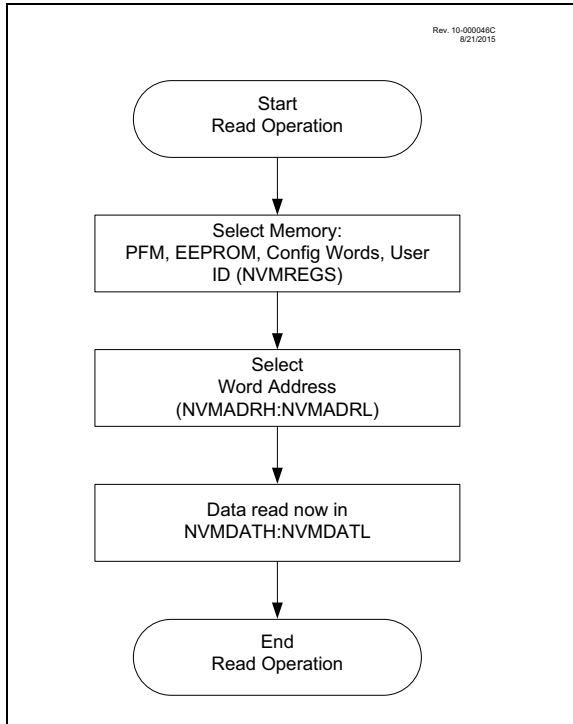 Rev. 10-000046C
8/21/2015
Start
Read Operation
Select Memory:
PFM, EEPROM, Config Words, User
ID (NVMREGS)
Select
Word Address
(NVMADRH:NVMADRL)
Data read now in
NVMDATH:NVMDATL
End
Read Operation